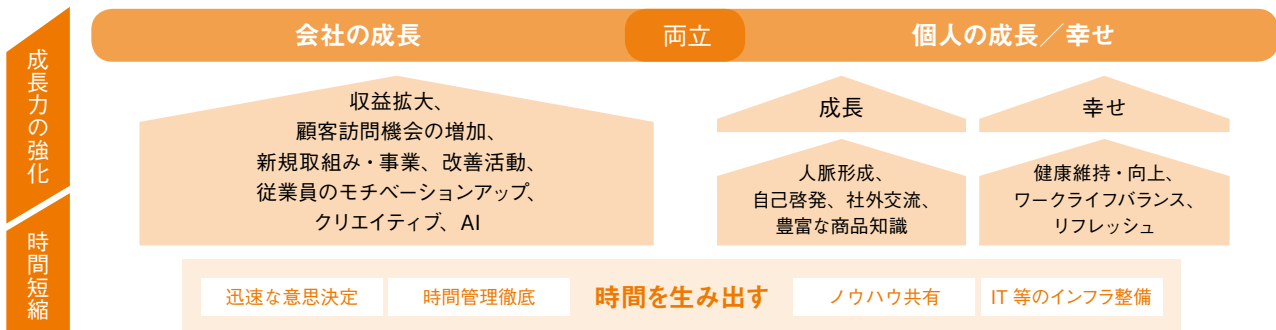 成長力の強化
時間短縮
会社の成長
両立
個人の成長／幸せ
収益拡大、
顧客訪問機会の増加、
新規取組み・事業、改善活動、
従業員のモチベーションアップ、
クリエイティブ、AI
成長
人脈形成、
自己啓発、社外交流、
豊富な商品知識
幸せ
健康維持・向上、
ワークライフバランス、
リフレッシュ
迅速な意思決定
時間管理徹底
時間を生み出す
ノウハウ共有
IT 等のインフラ整備